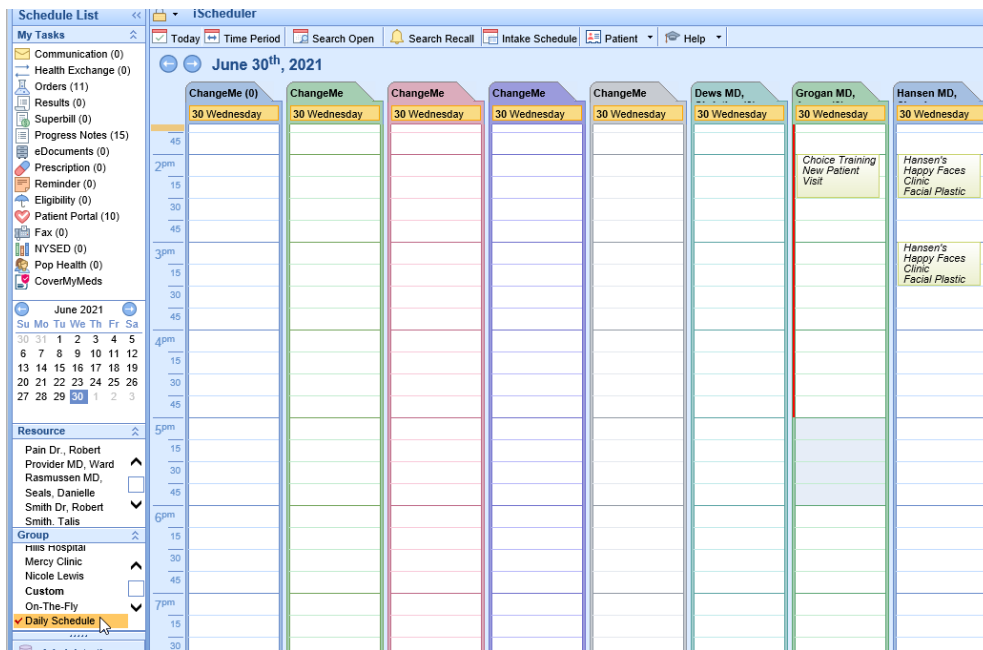 Schedule List
iScheduler
My Tasks
Today Time Period Search Open Search Recall Intake Schedule Patient Help
Communication (0)
Health Exchange (0)
Orders (11)
Results (0)
Superbill (0)
Progress Notes (15)
eDocuments (0)
Prescription (0)
Reminder (0)
Eligibility (0)
Patient Portal (10)
Fax (0)
NYSED (0)
Pop Health (0)
CoverMyMeds
June 2021
Su Mo Tu We Th Fr Sa
30 31 1 2 3 4 5
6 7 8 9 10 11 12
13 14 15 16 17 18 19
20 21 22 23 24 25 26
27 28 29 30 1 2 3
Resource
Pain Dr., Robert
Provider MD, Ward
Rasmussen MD,
Seals, Danielle
Smith Dr, Robert
Smith. Talis
Group
Hills Hospital
Mercy Clinic
Nicole Lewis
Custom
On-The-Fly
Daily Schedule
June 30th, 2021
ChangeMe (0) ChangeMe ChangeMe ChangeMe ChangeMe Dews MD, Grogan MD, Hansen MD,
30 Wednesday 30 Wednesday 30 Wednesday 30 Wednesday 30 Wednesday 30 Wednesday 30 Wednesday 30 Wednesday
45
2pm
15
30
45
3pm
15
30
45
4pm
15
30
45
5pm
15
30
45
6pm
15
30
45
7pm
15
30
Choice Training
New Patient
Visit
Hansen's
Happy Faces
Clinic
Facial Plastic
Hansen's
Happy Faces
Clinic
Facial Plastic